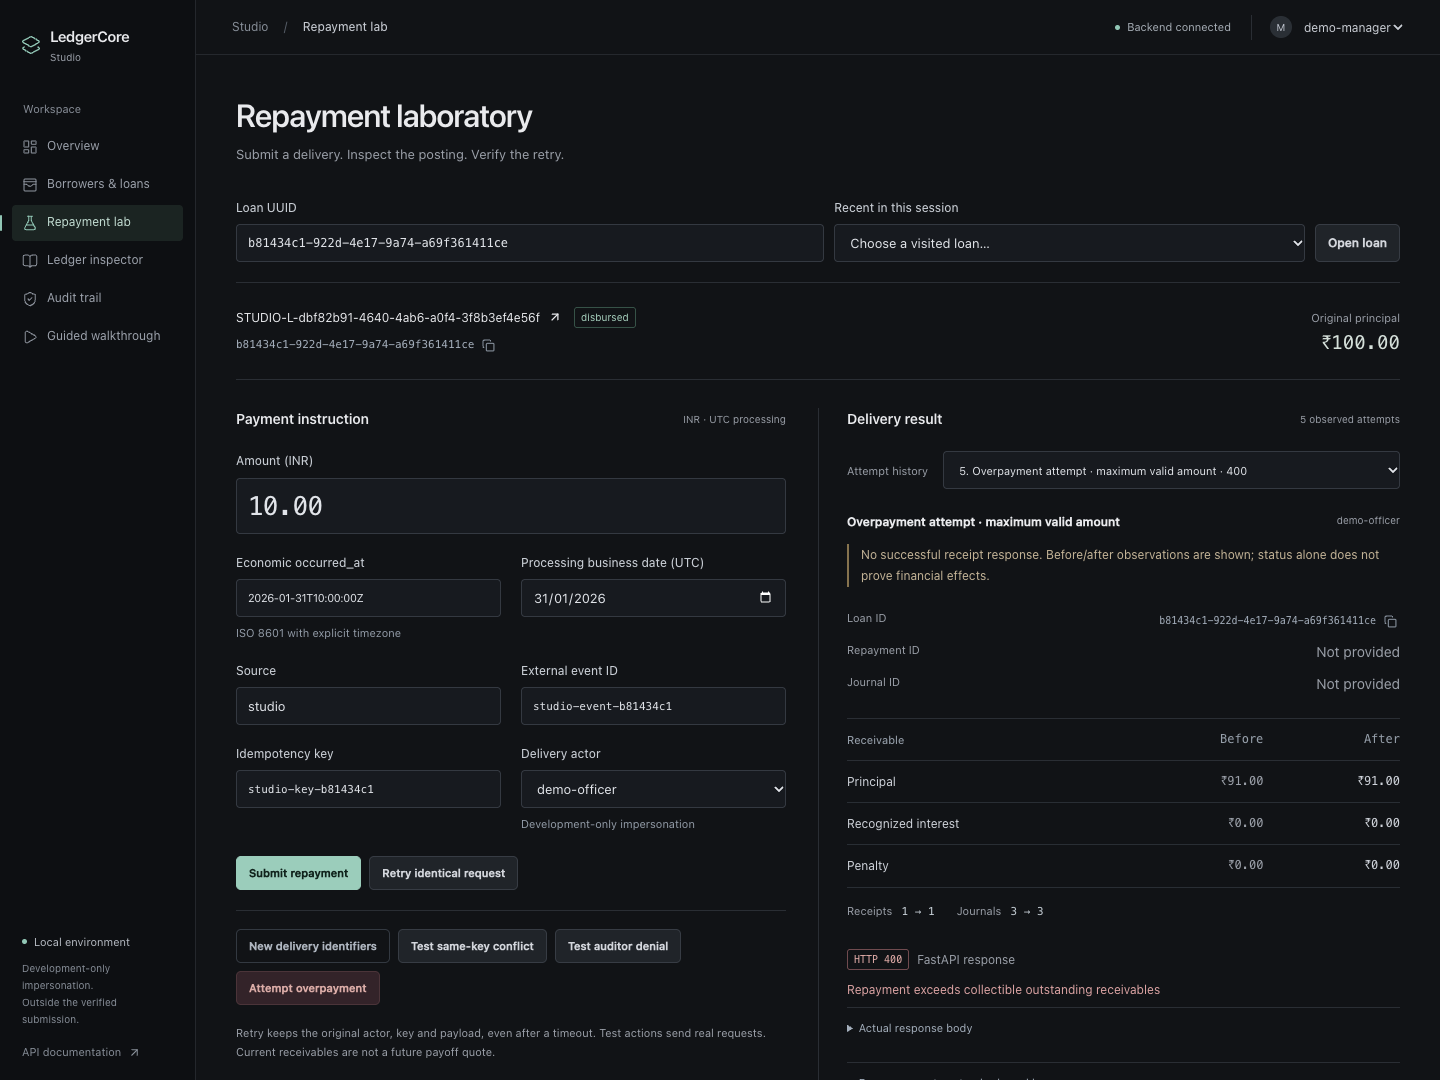 LedgerCore
Studio
Workspace
Overview
Borrowers & loans
Repayment lab
Ledger inspector
Audit trail
Guided walkthrough
Local environment
Development-only
impersonation.
Outside the verified
submission.
API documentation
Studio / Repayment lab
Backend connected
M demo-manager
Repayment laboratory
Submit a delivery. Inspect the posting. Verify the retry.
Loan UUID
b81434c1-922d-4e17-9a74-a69f361411ce
Recent in this session
Choose a visited loan...
Open loan
STUDIO-L-dbf82b91-4640-4ab6-a0f4-3f8b3ef4e56f disbursed
b81434c1-922d-4e17-9a74-a69f361411ce
Original principal
₹100.00
Payment instruction INR · UTC processing
Amount (INR)
10.00
Economic occurred_at
2026-01-31T10:00:00Z
ISO 8601 with explicit timezone
Processing business date (UTC)
31/01/2026
Source
studio
External event ID
studio-event-b81434c1
Idempotency key
studio-key-b81434c1
Delivery actor
demo-officer
Development-only impersonation
Submit repayment Retry identical request
New delivery identifiers Test same-key conflict Test auditor denial
Attempt overpayment
Retry keeps the original actor, key and payload, even after a timeout. Test actions send real requests.
Current receivables are not a future payoff quote.
Delivery result 5 observed attempts
Attempt history 5. Overpayment attempt · maximum valid amount · 400
Overpayment attempt · maximum valid amount demo-officer
No successful receipt response. Before/after observations are shown; status alone does not
prove financial effects.
Loan ID b81434c1-922d-4e17-9a74-a69f361411ce
Repayment ID Not provided
Journal ID Not provided
Receivable Before After
Principal ₹91.00 ₹91.00
Recognized interest ₹0.00 ₹0.00
Penalty ₹0.00 ₹0.00
Receipts 1 → 1 Journals 3 → 3
HTTP 400 FastAPI response
Repayment exceeds collectible outstanding receivables
Actual response body